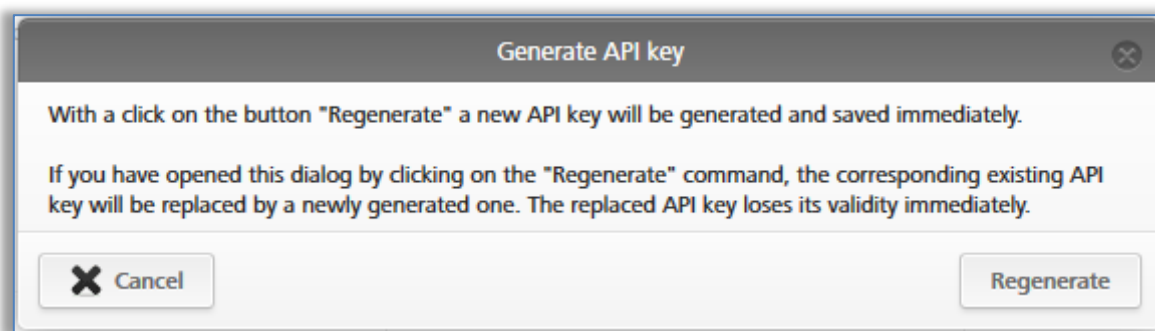 Generate API key
With a click on the button "Regenerate" a new API key will be generated and saved immediately.
If you have opened this dialog by clicking on the "Regenerate" command, the corresponding existing API
key will be replaced by a newly generated one. The replaced API key loses its validity immediately.
Cancel
Regenerate